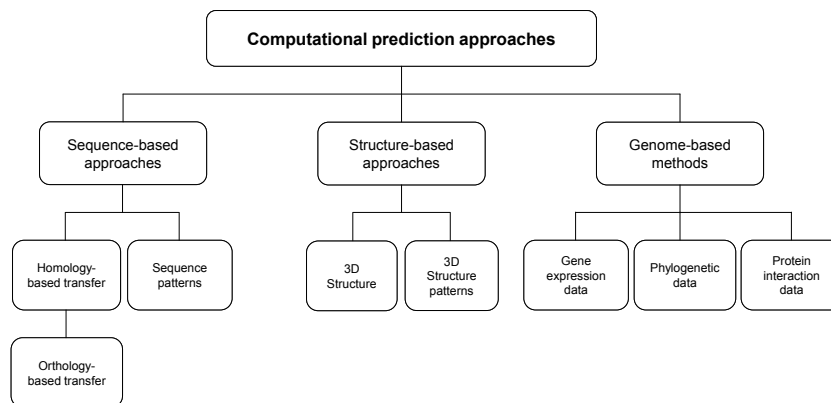 Computational prediction approaches
Sequence-based
approaches
Structure-based
approaches
Genome-based
methods
Homology-
based transfer
Sequence
patterns
3D
Structure
3D
Structure
patterns
Gene
expression
data
Phylogenetic
data
Protein
interaction
data
Orthology-
based transfer